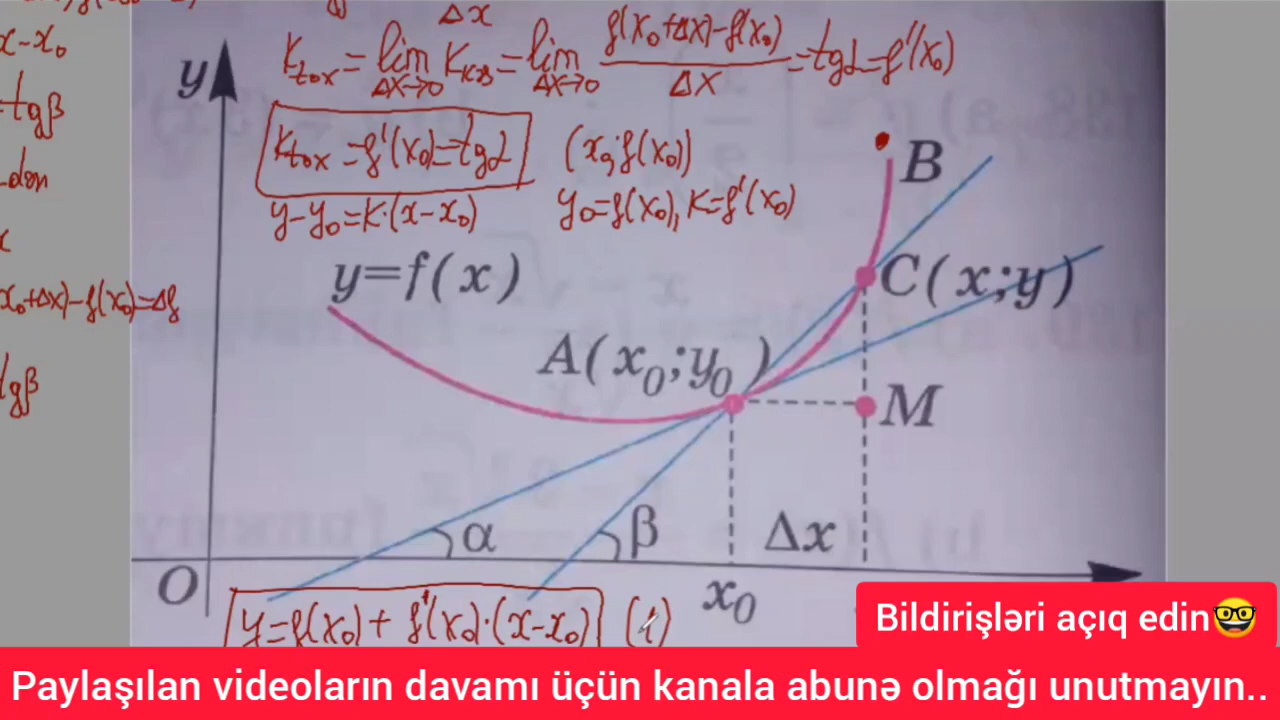 Δx
K_tox = lim Δx→0 K_KəB = lim Δx→0 (f(x₀+Δx)−f(x₀))/Δx = tgα = f'(x₀)
x−x₀
y
tgβ
K_tox = f'(x₀) = tgα
(x₀; f(x₀))
B
y−y₀=K·(x−x₀)
y₀=f(x₀), K=f'(x₀)
y=f(x)
C(x;y)
x₀+Δx)−f(x₀)=Δf
A(x₀;y₀)
tgβ
M
α
β
Δx
O
x₀
y=f(x₀)+f'(x₀)·(x−x₀) (1)
Bildirişləri açıq edin🤓
Paylaşılan videoların davamı üçün kanala abunə olmağı unutmayın..